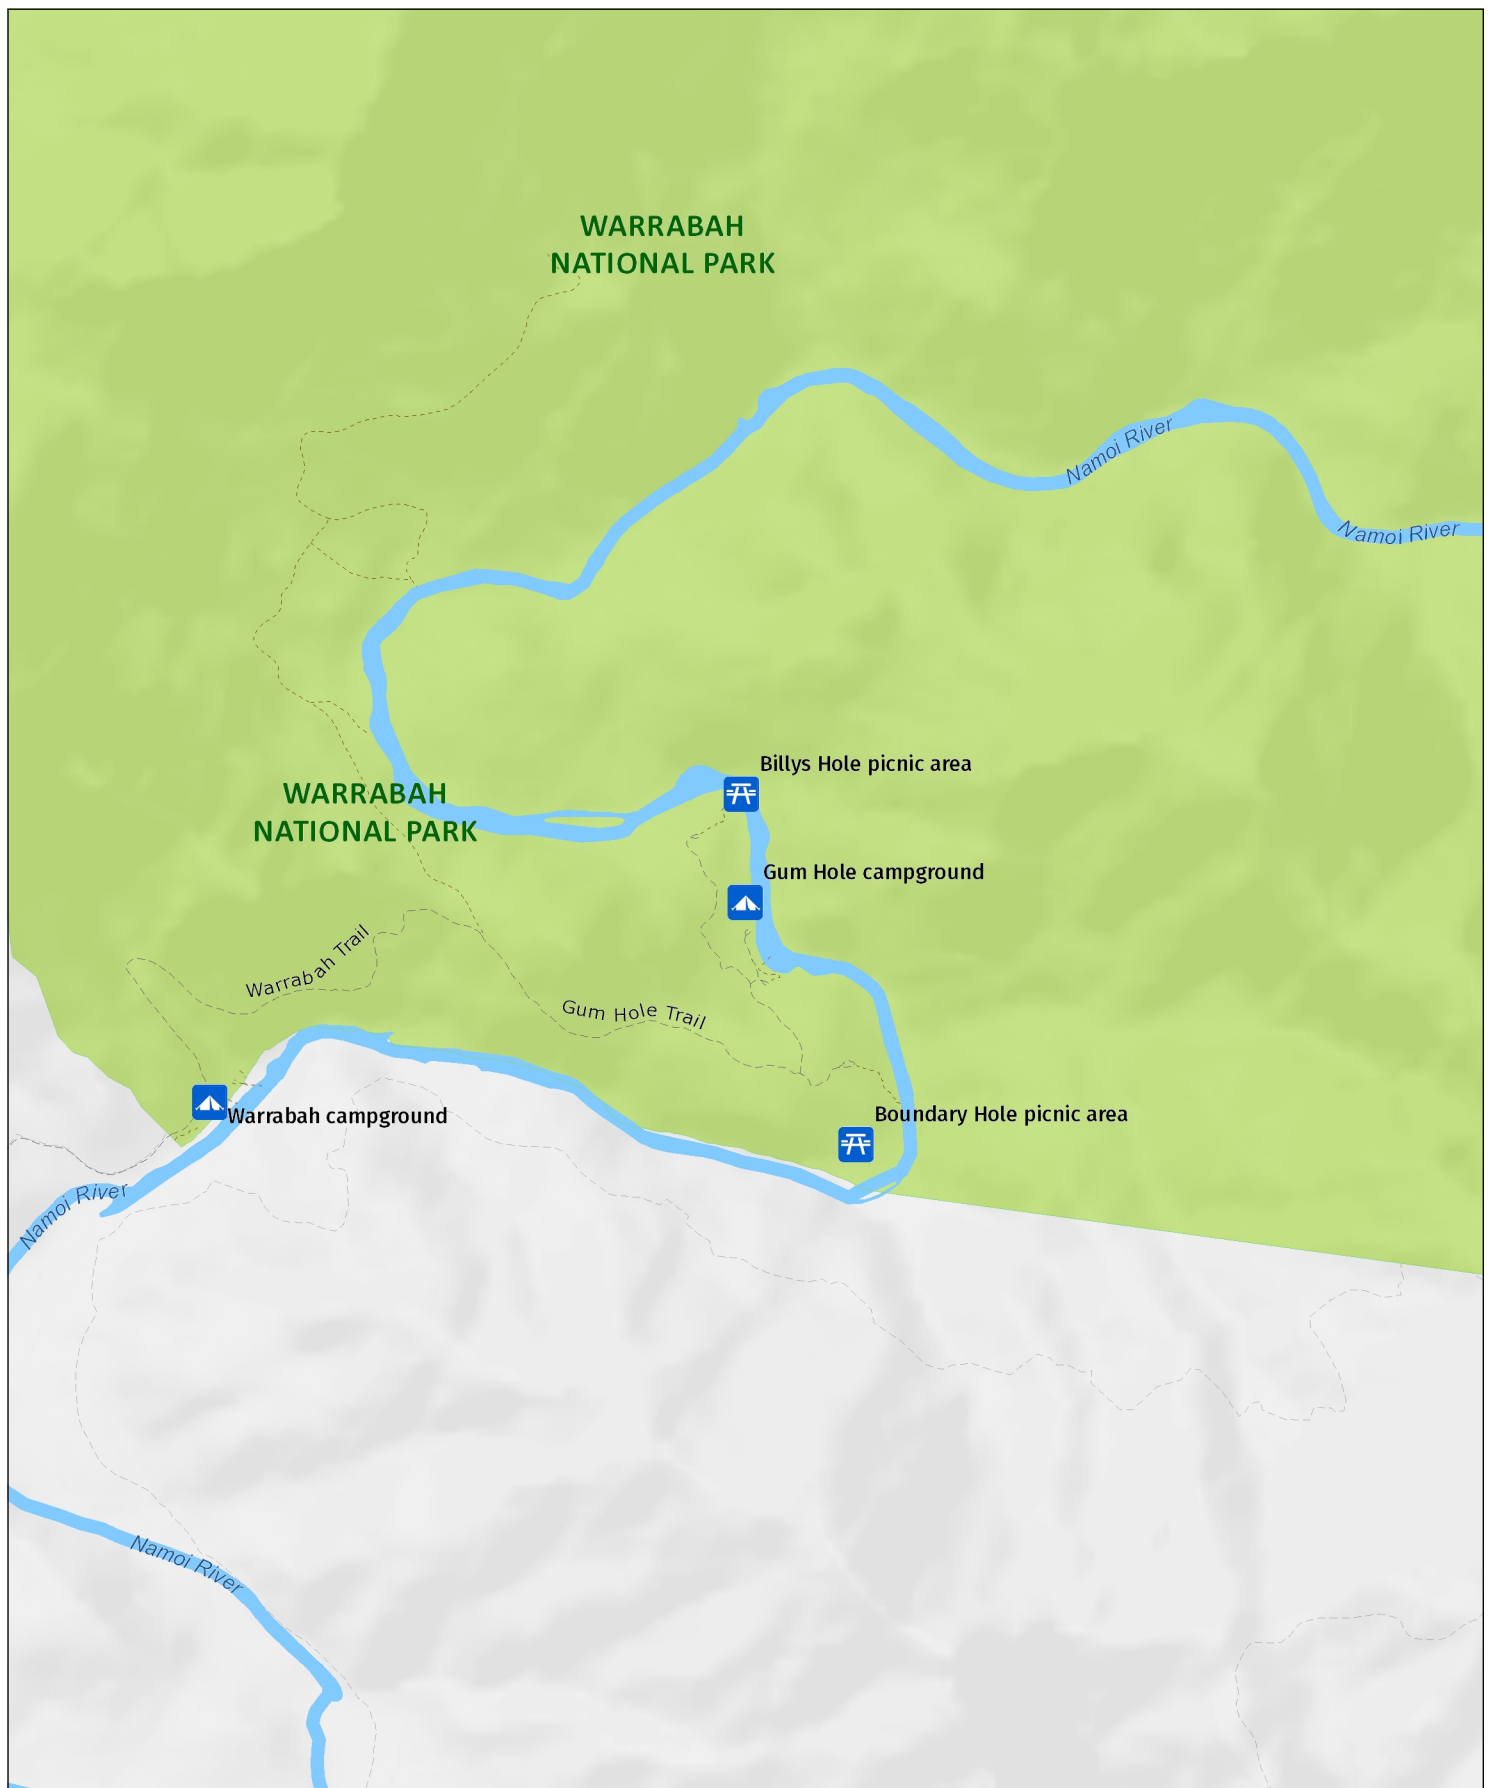 WARRABAH
NATIONAL PARK
Namoi River
Namoi River
Billys Hole picnic area
WARRABAH
NATIONAL PARK
Gum Hole campground
Warrabah Trail
Gum Hole Trail
Boundary Hole picnic area
Warrabah campground
Namoi River
Namoi River